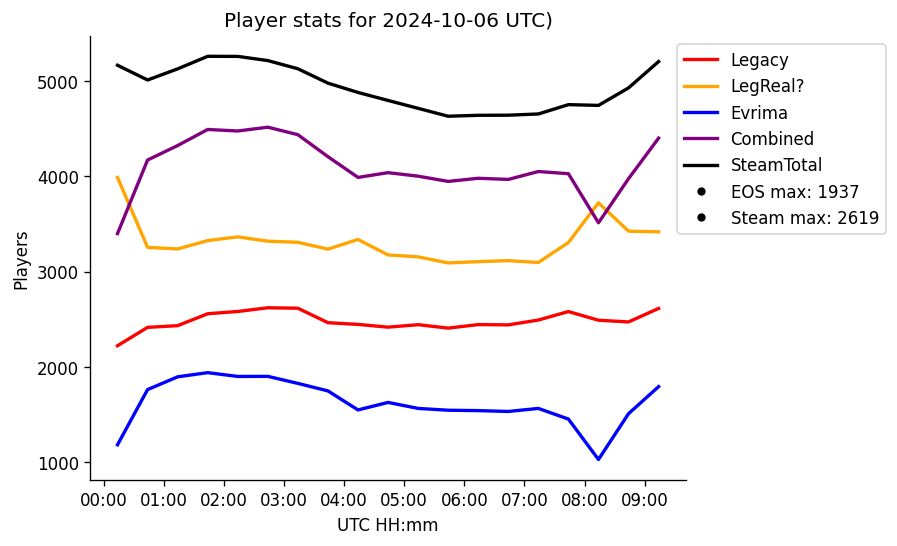 Player stats for 2024-10-06 UTC)
Legacy
LegReal?
Evrima
Combined
SteamTotal
EOS max: 1937
Steam max: 2619
Players
5000
4000
3000
2000
1000
00:00 01:00 02:00 03:00 04:00 05:00 06:00 07:00 08:00 09:00
UTC HH:mm